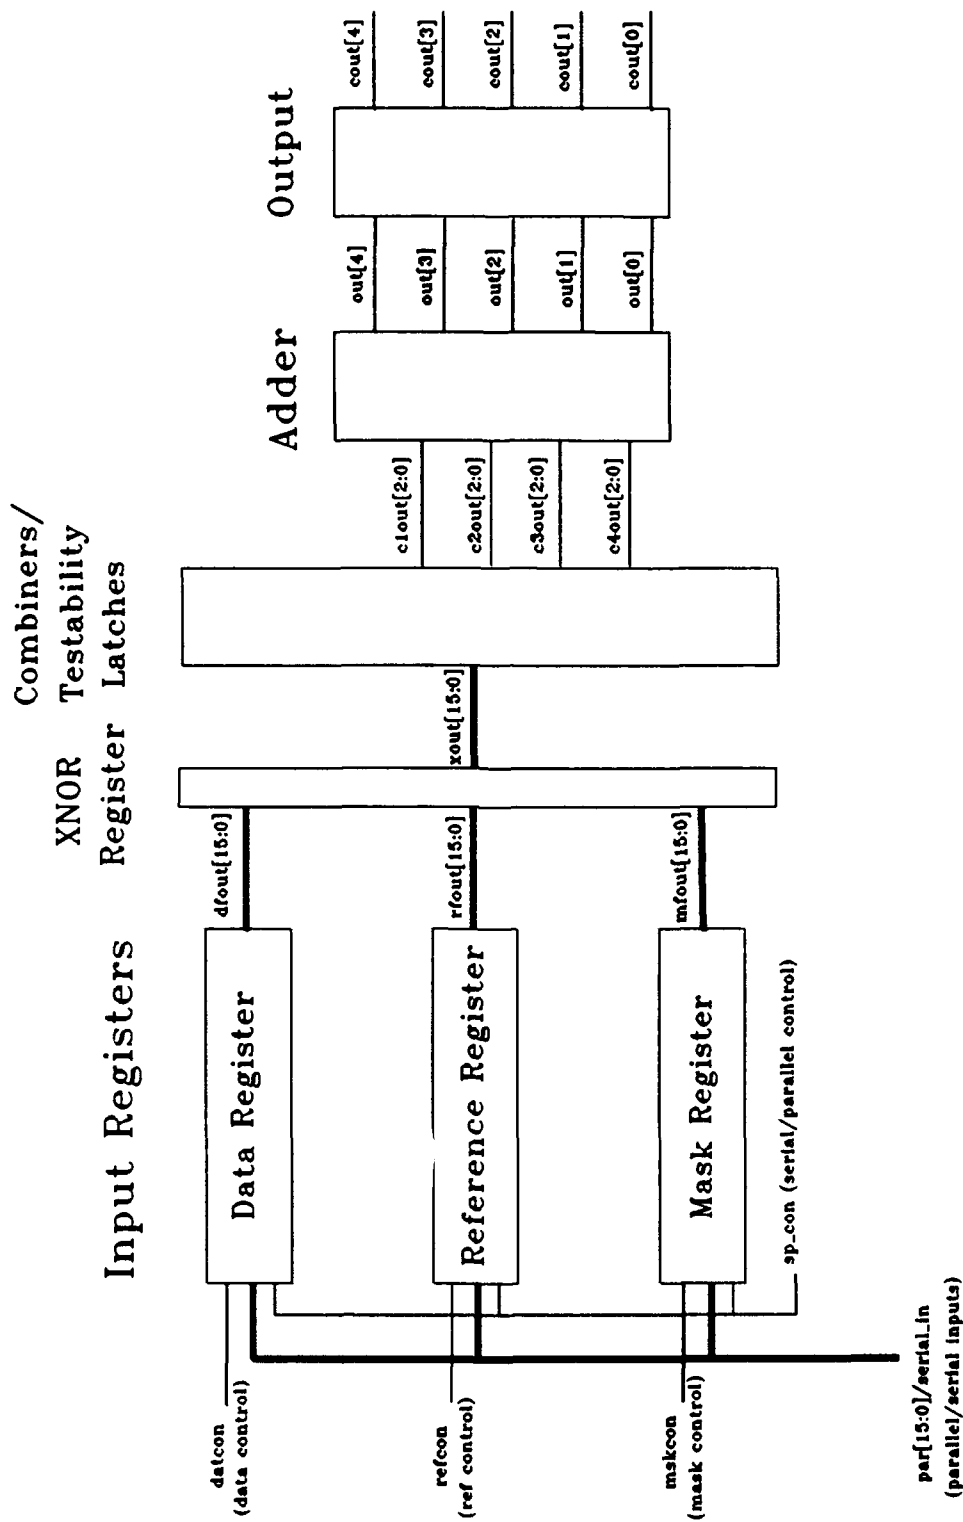 Input Registers
XNOR
Register
Combiners/
Testability
Latches
Adder
Output
datcon
(data control)
Data Register
dfout[15:0]
refcon
(ref control)
Reference Register
rfout[15:0]
mskcon
(mask control)
Mask Register
mfout[15:0]
sp_con (serial/parallel control)
par[15:0]/serial_in
(parallel/serial inputs)
xout[15:0]
c1out[2:0]
c2out[2:0]
c3out[2:0]
c4out[2:0]
out[4]
out[3]
out[2]
out[1]
out[0]
cout[4]
cout[3]
cout[2]
cout[1]
cout[0]